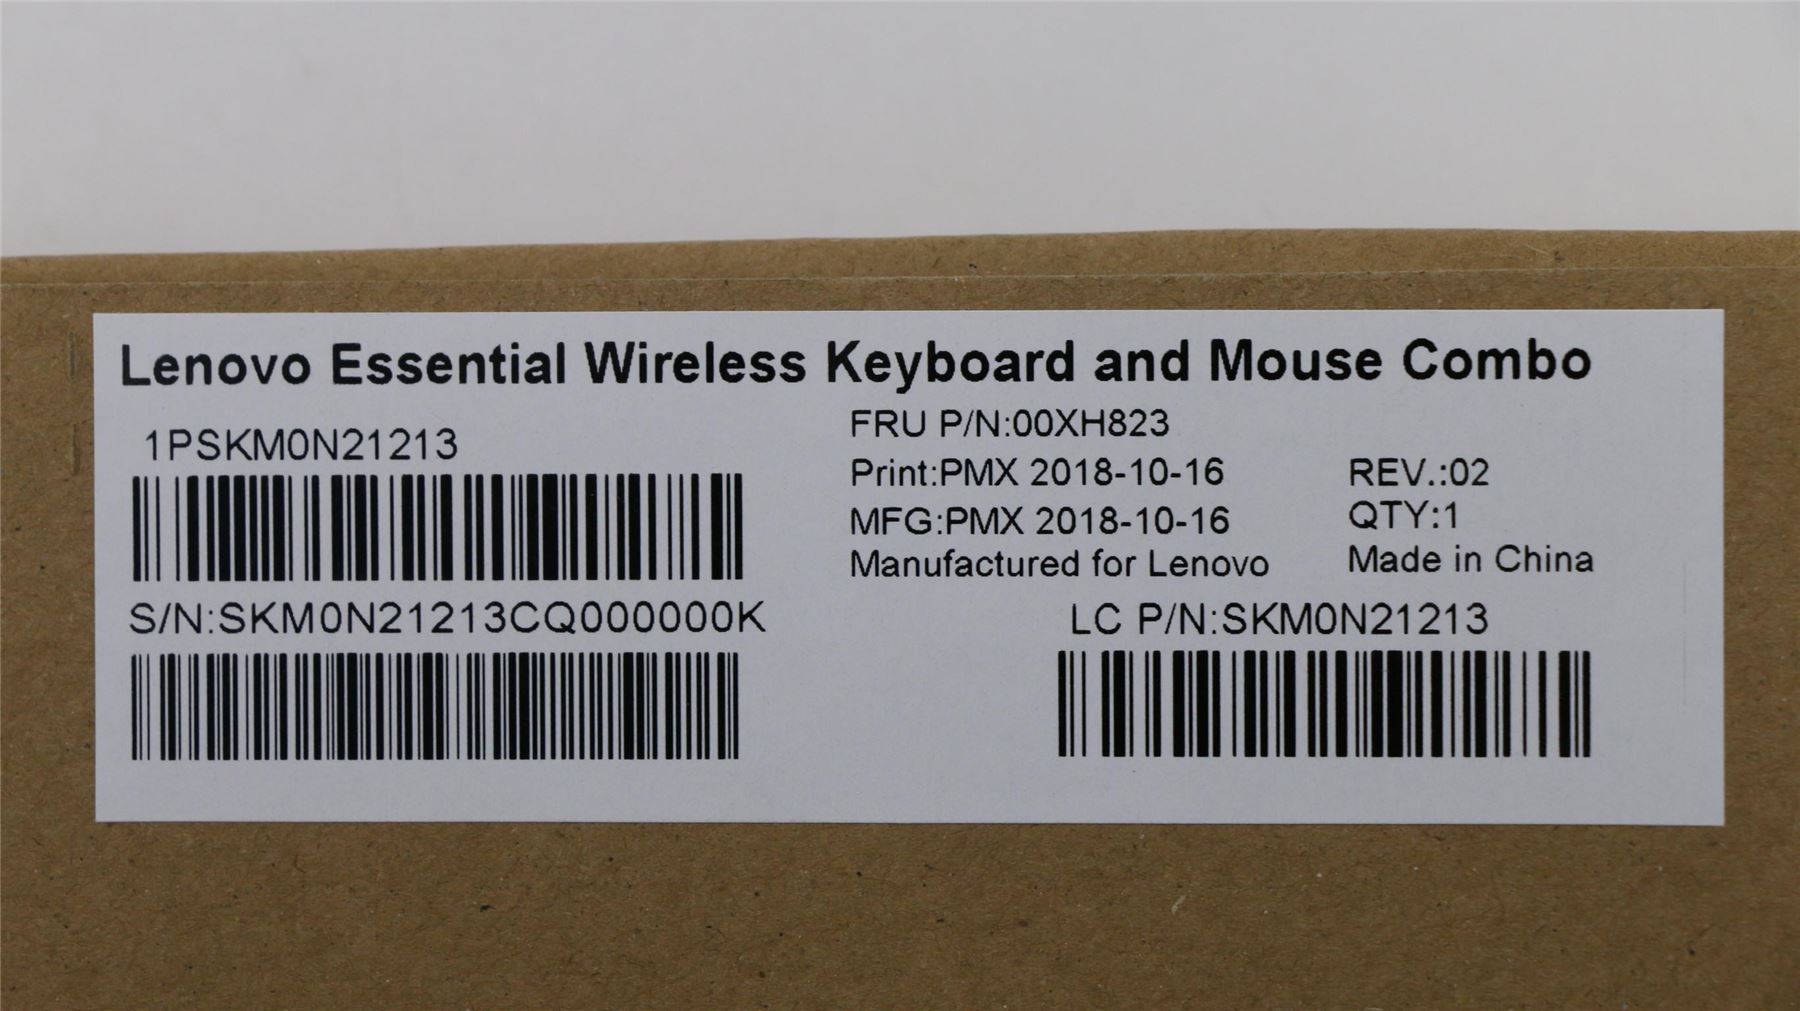 Lenovo Essential Wireless Keyboard and Mouse Combo
1PSKM0N21213
S/N:SKM0N21213CQ000000K
FRU P/N:00XH823
Print:PMX 2018-10-16
MFG:PMX 2018-10-16
Manufactured for Lenovo
REV.:02
QTY:1
Made in China
LC P/N:SKM0N21213